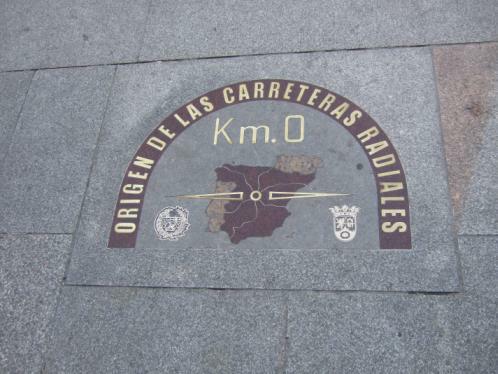 ORIGEN DE LAS CARRETERAS RADIALES
Km. 0